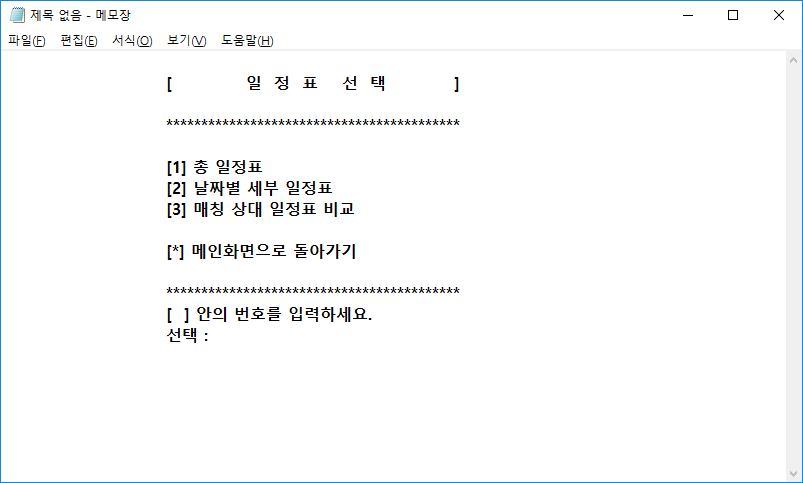 제목 없음 - 메모장
파일(F) 편집(E) 서식(O) 보기(V) 도움말(H)
[ 일 정 표 선 택 ]
******************************************
[1] 총 일정표
[2] 날짜별 세부 일정표
[3] 매칭 상대 일정표 비교
[*] 메인화면으로 돌아가기
******************************************
[ ] 안의 번호를 입력하세요.
선택 :